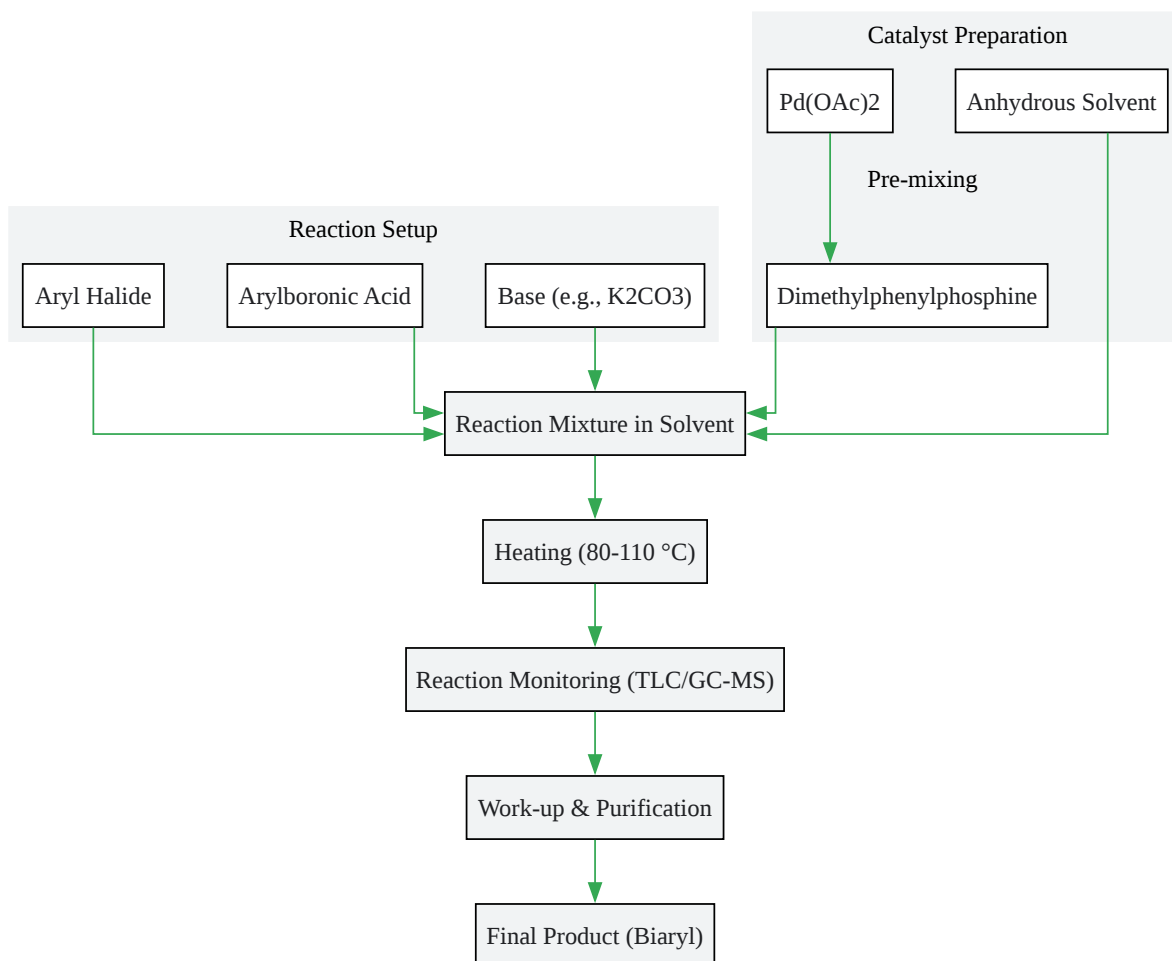 Catalyst Preparation
Pd(OAc)2
Anhydrous Solvent
Pre-mixing
Reaction Setup
Aryl Halide
Arylboronic Acid
Base (e.g., K2CO3)
Dimethylphenylphosphine
Reaction Mixture in Solvent
Heating (80-110 °C)
Reaction Monitoring (TLC/GC-MS)
Work-up & Purification
Final Product (Biaryl)